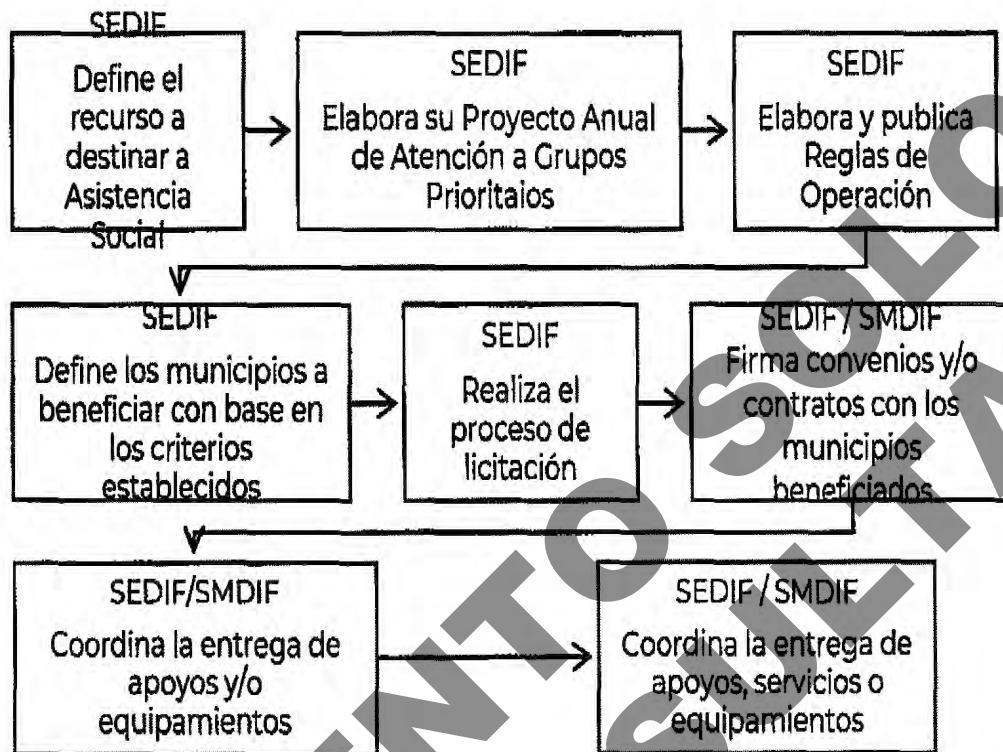 SEDIF
Define el
recurso a
destinar a
Asistencia
Social
SEDIF
Elabora su Proyecto Anual
de Atención a Grupos
Prioritaios
SEDIF
Elabora y publica
Reglas de
Operación
SEDIF
Define los municipios a
beneficiar con base en
los criterios
establecidos
SEDIF
Realiza el
proceso de
licitación
SEDIF / SMDIF
Firma convenios y/o
contratos con los
municipios
beneficiados
SEDIF/SMDIF
Coordina la entrega de
apoyos y/o
equipamientos
SEDIF / SMDIF
Coordina la entrega de
apoyos, servicios o
equipamientos